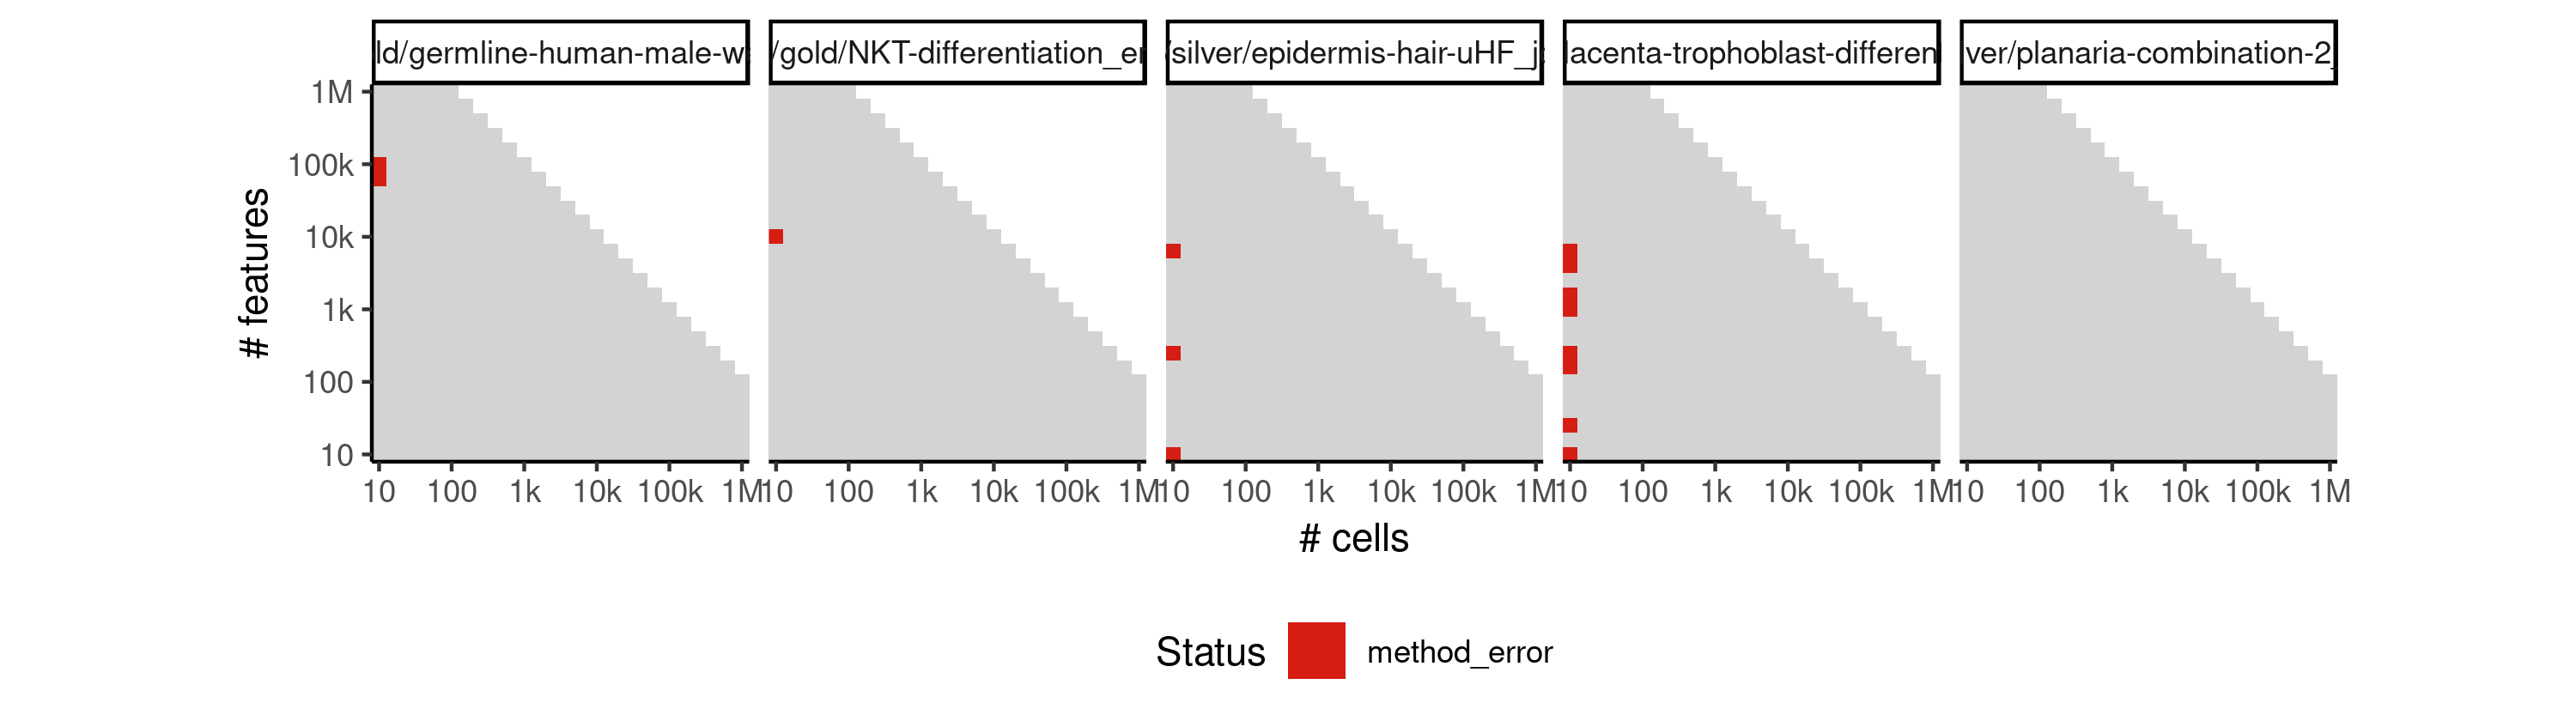 ld/germline-human-male-w
/gold/NKT-differentiation_e
/silver/epidermis-hair-uHF_j
lacenta-trophoblast-differen
ver/planaria-combination-2
1M
100k
10k
1k
100
10
# features
10 100 1k 10k 100k 1M
10 100 1k 10k 100k 1M
10 100 1k 10k 100k 1M
10 100 1k 10k 100k 1M
10 100 1k 10k 100k 1M
# cells
Status
method_error